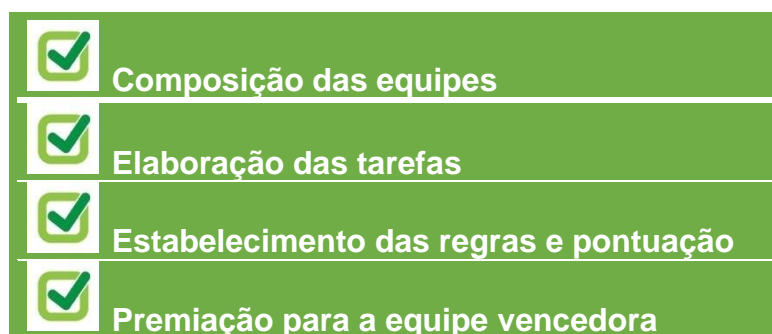 Composição das equipes
Elaboração das tarefas
Estabelecimento das regras e pontuação
Premiação para a equipe vencedora